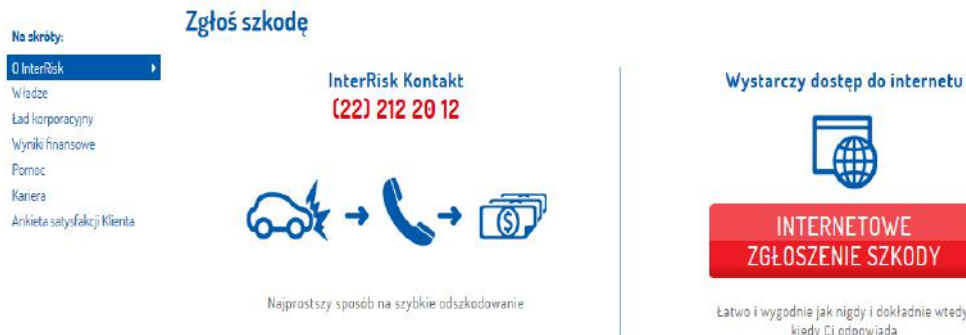 Zgłoś szkodę
Na skróty:
O InterRisk
Władze
Ład korporacyjny
Wyniki finansowe
Pomoc
Kariera
Ankieta satysfakcji Klienta
InterRisk Kontakt
(22) 212 20 12
Najprostszy sposób na szybkie odszkodowanie
Wystarczy dostęp do internetu
INTERNETOWE
ZGŁOSZENIE SZKODY
Łatwo i wygodnie jak nigdy i dokładnie wtedy
kiedy Ci odpowiada